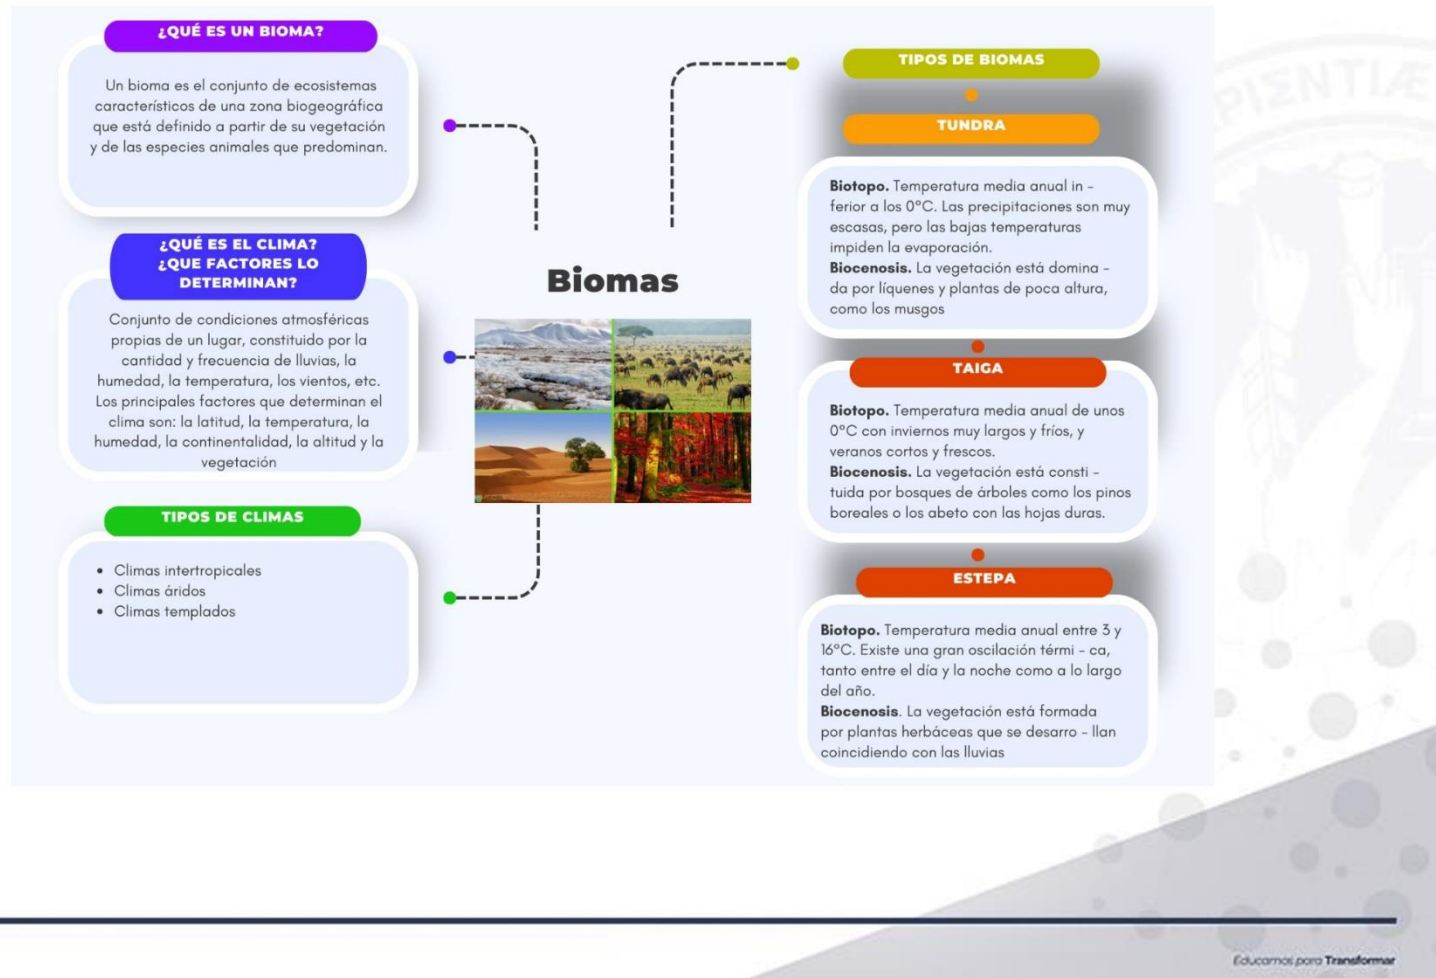 ¿QUÉ ES UN BIOMA?
Un bioma es el conjunto de ecosistemas
característicos de una zona biogeográfica
que está definido a partir de su vegetación
y de las especies animales que predominan.
¿QUÉ ES EL CLIMA?
¿QUE FACTORES LO
DETERMINAN?
Conjunto de condiciones atmosféricas
propias de un lugar, constituido por la
cantidad y frecuencia de lluvias, la
humedad, la temperatura, los vientos, etc.
Los principales factores que determinan el
clima son: la latitud, la temperatura, la
humedad, la continentalidad, la altitud y la
vegetación
TIPOS DE CLIMAS
• Climas intertropicales
• Climas áridos
• Climas templados
Biomas
TIPOS DE BIOMAS
TUNDRA
Biotopo. Temperatura media anual in -
ferior a los 0°C. Las precipitaciones son muy
escasas, pero las bajas temperaturas
impiden la evaporación.
Biocenosis. La vegetación está domina -
da por líquenes y plantas de poca altura,
como los musgos
TAIGA
Biotopo. Temperatura media anual de unos
0°C con inviernos muy largos y fríos, y
veranos cortos y frescos.
Biocenosis. La vegetación está consti -
tuida por bosques de árboles como los pinos
boreales o los abeto con las hojas duras.
ESTEPA
Biotopo. Temperatura media anual entre 3 y
16°C. Existe una gran oscilación térmi - ca,
tanto entre el día y la noche como a lo largo
del año.
Biocenosis. La vegetación está formada
por plantas herbáceas que se desarro - llan
coincidiendo con las lluvias
PIENTIÆ
Educamos para Transformar